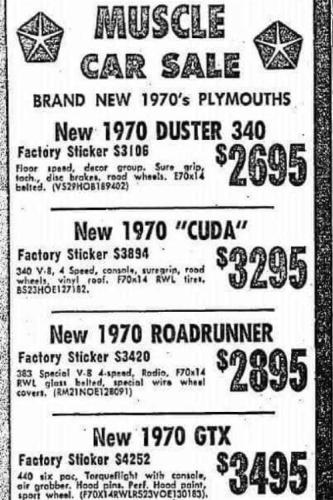 MUSCLE
CAR SALE
BRAND NEW 1970's PLYMOUTHS
New 1970 DUSTER 340
Factory Sticker $3106
$2695
Floor speed, decor group. Sure grip,
tach., disc brakes, road wheels. E70x14
belted. (VS29HOB189402)
New 1970 "CUDA"
Factory Sticker $3894
$3295
340 V-8, 4 Speed, console, suregrip, road
wheels, vinyl roof. F70x14 RWL tires.
BS23HOE127182.
New 1970 ROADRUNNER
Factory Sticker $3420
$2895
383 Special V-8 4-speed, Radio, F70x14
RWL glass belted, special wire wheel
covers. (RM21NOE128091)
New 1970 GTX
Factory Sticker $4252
$3495
440 six pac, Torqueflight with console,
air grabber. Hood pins. Perf. Hood paint,
sport wheel. (F70X14RWLRS23VOE130183).